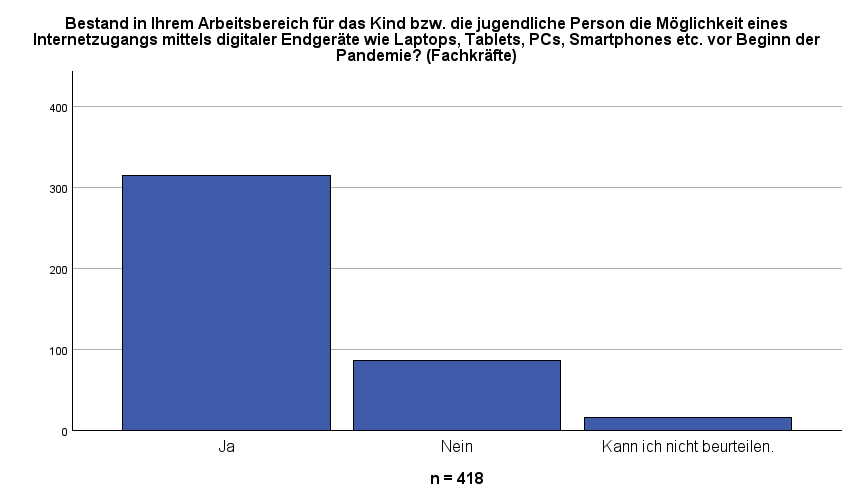 Bestand in Ihrem Arbeitsbereich für das Kind bzw. die jugendliche Person die Möglichkeit eines
Internetzugangs mittels digitaler Endgeräte wie Laptops, Tablets, PCs, Smartphones etc. vor Beginn der
Pandemie? (Fachkräfte)
400
300
200
100
0
Ja Nein Kann ich nicht beurteilen.
n = 418